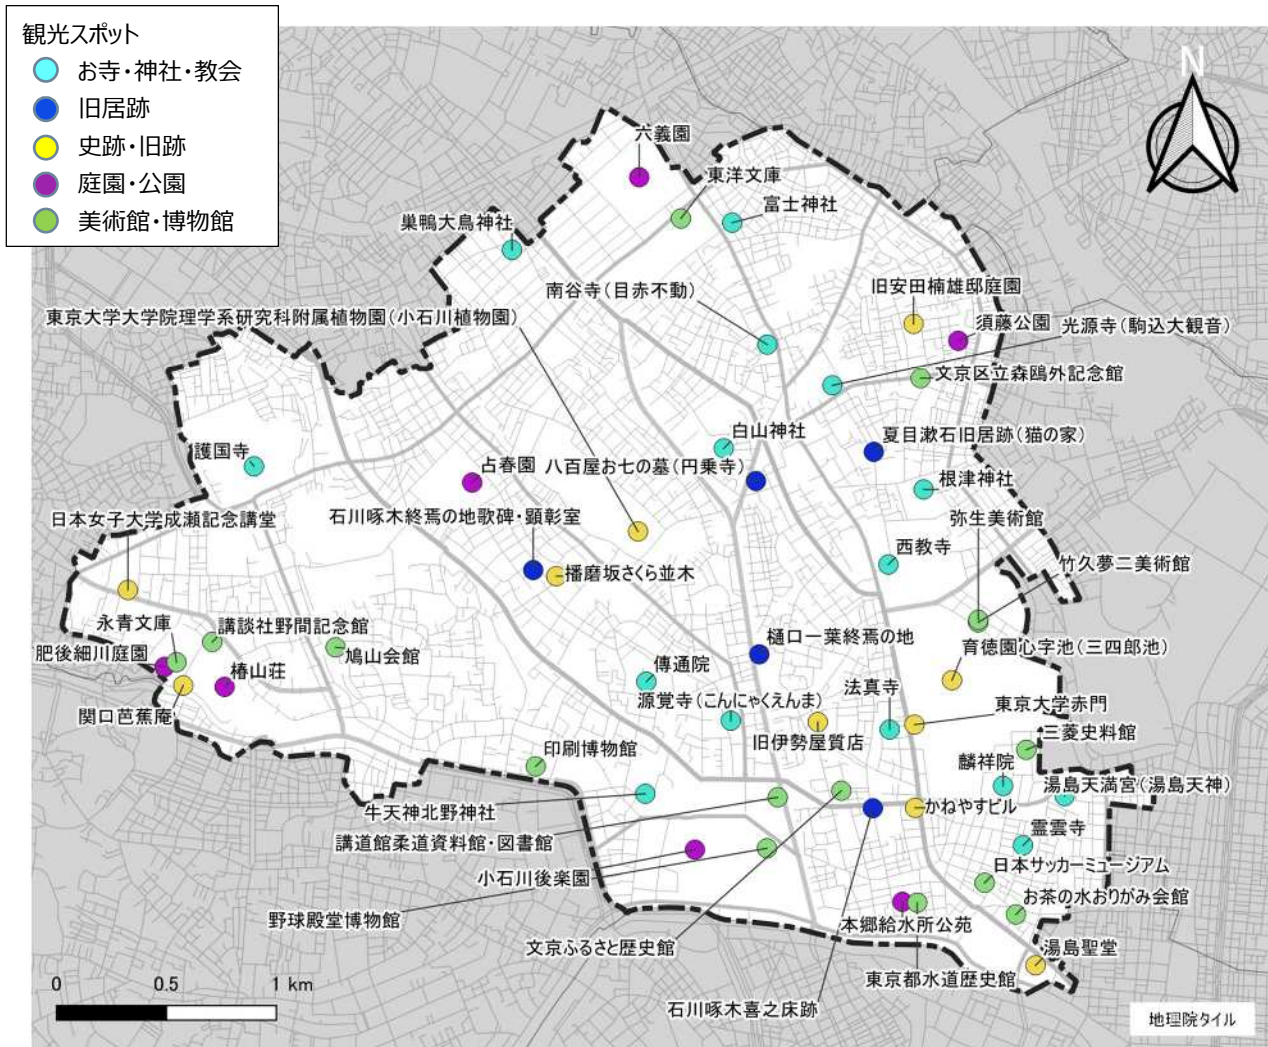 観光スポット
お寺・神社・教会
旧居跡
史跡・旧跡
庭園・公園
美術館・博物館
N
六義園
東洋文庫
富士神社
巣鴨大鳥神社
南谷寺(目赤不動)
旧安田楠雄邸庭園
東京大学大学院理学系研究科附属植物園(小石川植物園)
須藤公園
光源寺(駒込大観音)
文京区立森鴎外記念館
白山神社
夏目漱石旧居跡(猫の家)
護国寺
占春園
八百屋お七の墓(円乗寺)
根津神社
石川啄木終焉の地歌碑・顕彰室
日本女子大学成瀬記念講堂
弥生美術館
西教寺
竹久夢二美術館
播磨坂さくら並木
永青文庫
講談社野間記念館
樋口一葉終焉の地
肥後細川庭園
鳩山会館
育徳園心字池(三四郎池)
椿山荘
傳通院
関口芭蕉庵
源覚寺(こんにゃくえんま)
法真寺
東京大学赤門
旧伊勢屋質店
三菱史料館
印刷博物館
麟祥院
湯島天満宮(湯島天神)
牛天神北野神社
かねやすビル
霊雲寺
講道館柔道資料館・図書館
日本サッカーミュージアム
小石川後楽園
お茶の水おりがみ会館
野球殿堂博物館
本郷給水所公苑
文京ふるさと歴史館
湯島聖堂
東京都水道歴史館
石川啄木喜之床跡
0 0.5 1 km
地理院タイル